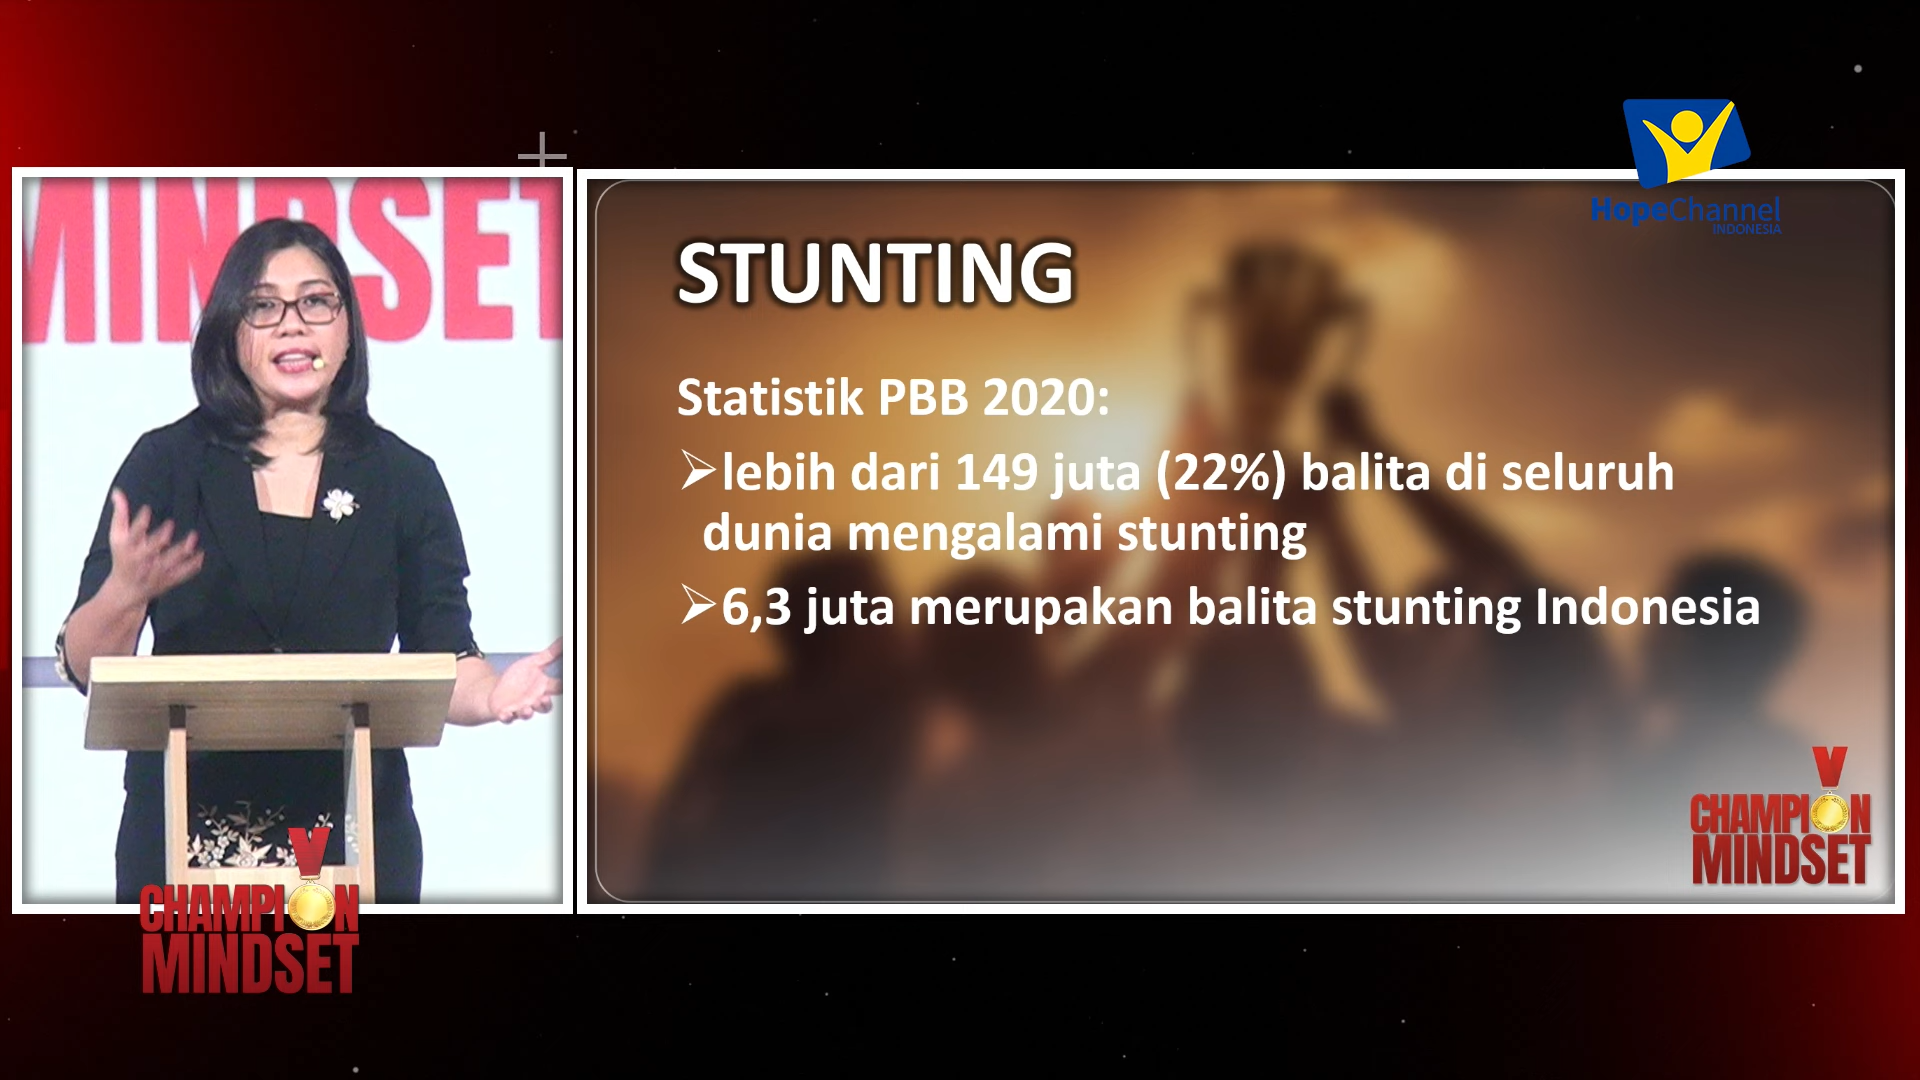 HopeChannel
INDONESIA
MINDSET
STUNTING
Statistik PBB 2020:
➢lebih dari 149 juta (22%) balita di seluruh
dunia mengalami stunting
➢6,3 juta merupakan balita stunting Indonesia
CHAMPION
MINDSET
CHAMPION
MINDSET